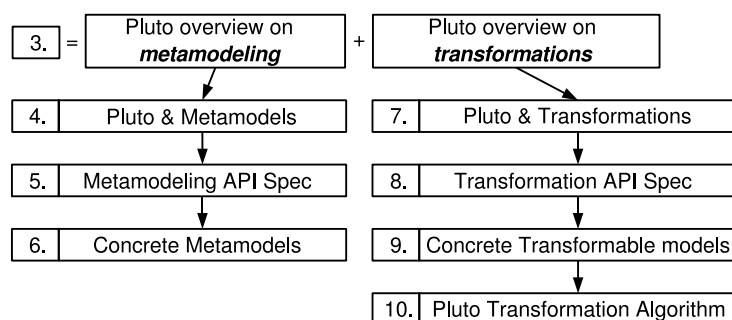 3. = Pluto overview on metamodeling + Pluto overview on transformations
4. Pluto & Metamodels
5. Metamodeling API Spec
6. Concrete Metamodels
7. Pluto & Transformations
8. Transformation API Spec
9. Concrete Transformable models
10. Pluto Transformation Algorithm